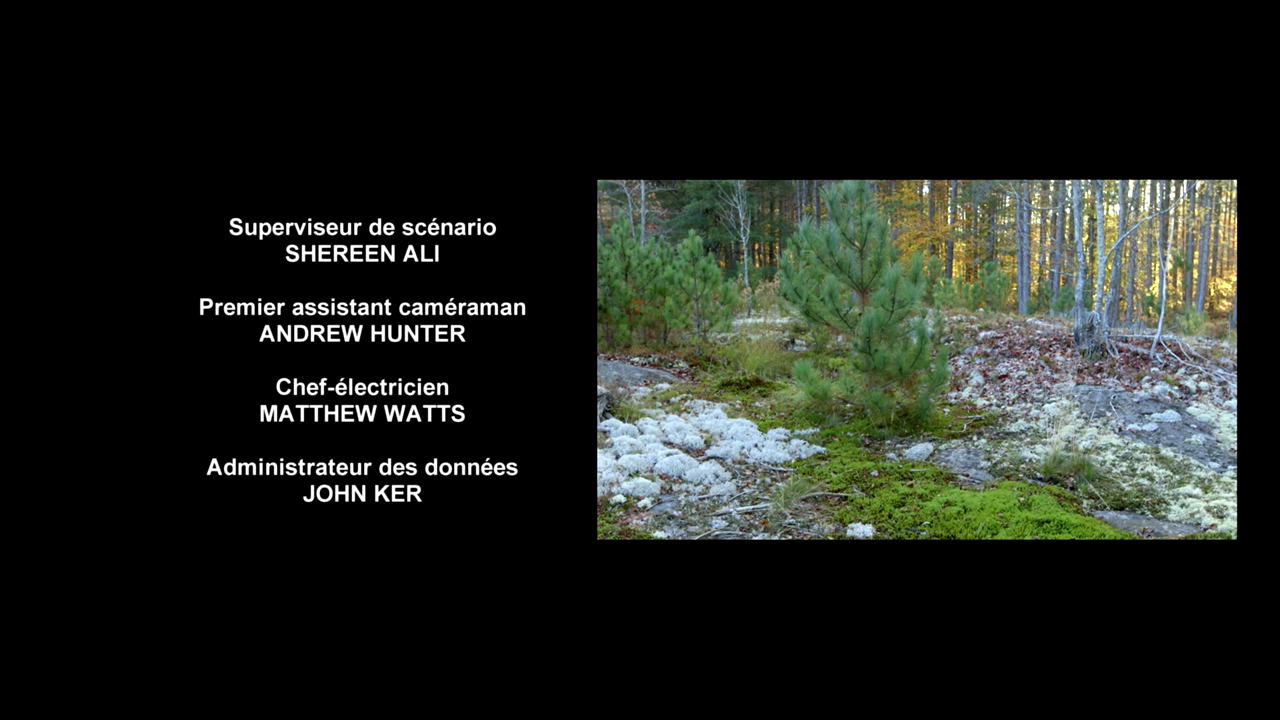 Superviseur de scénario
SHEREEN ALI
Premier assistant caméraman
ANDREW HUNTER
Chef-électricien
MATTHEW WATTS
Administrateur des données
JOHN KER